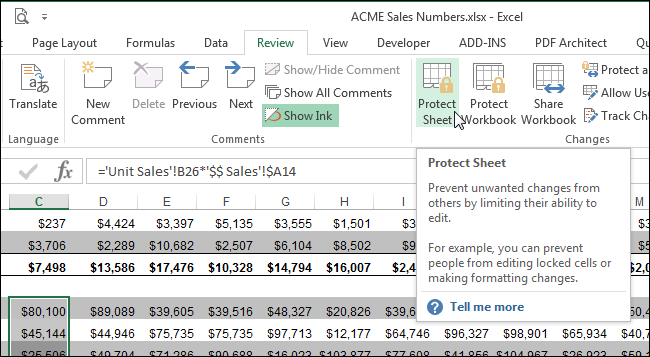 ACME Sales Numbers.xlsx - Excel
Page Layout Formulas Data Review View Developer ADD-INS PDF Architect
Translate
New Comment
Delete
Previous
Next
Show/Hide Comment
Show All Comments
Show Ink
Protect Sheet
Protect Workbook
Share Workbook
Protect a
Allow Use
Track Cha
Language Comments Changes
fx ='Unit Sales'!B26*'$$ Sales'!$A14
C D E F G H I M
$237 $4,424 $3,397 $5,135 $3,555 $1,501
$3,706 $2,289 $10,682 $2,507 $6,104 $8,502
$7,498 $13,586 $17,476 $10,328 $14,794 $16,007
$80,100 $89,089 $39,605 $39,516 $48,327 $20,826
$45,144 $44,946 $75,735 $75,735 $97,713 $12,177 $64,746 $96,327 $98,901 $65,934
Protect Sheet
Prevent unwanted changes from
others by limiting their ability to
edit.
For example, you can prevent
people from editing locked cells or
making formatting changes.
? Tell me more